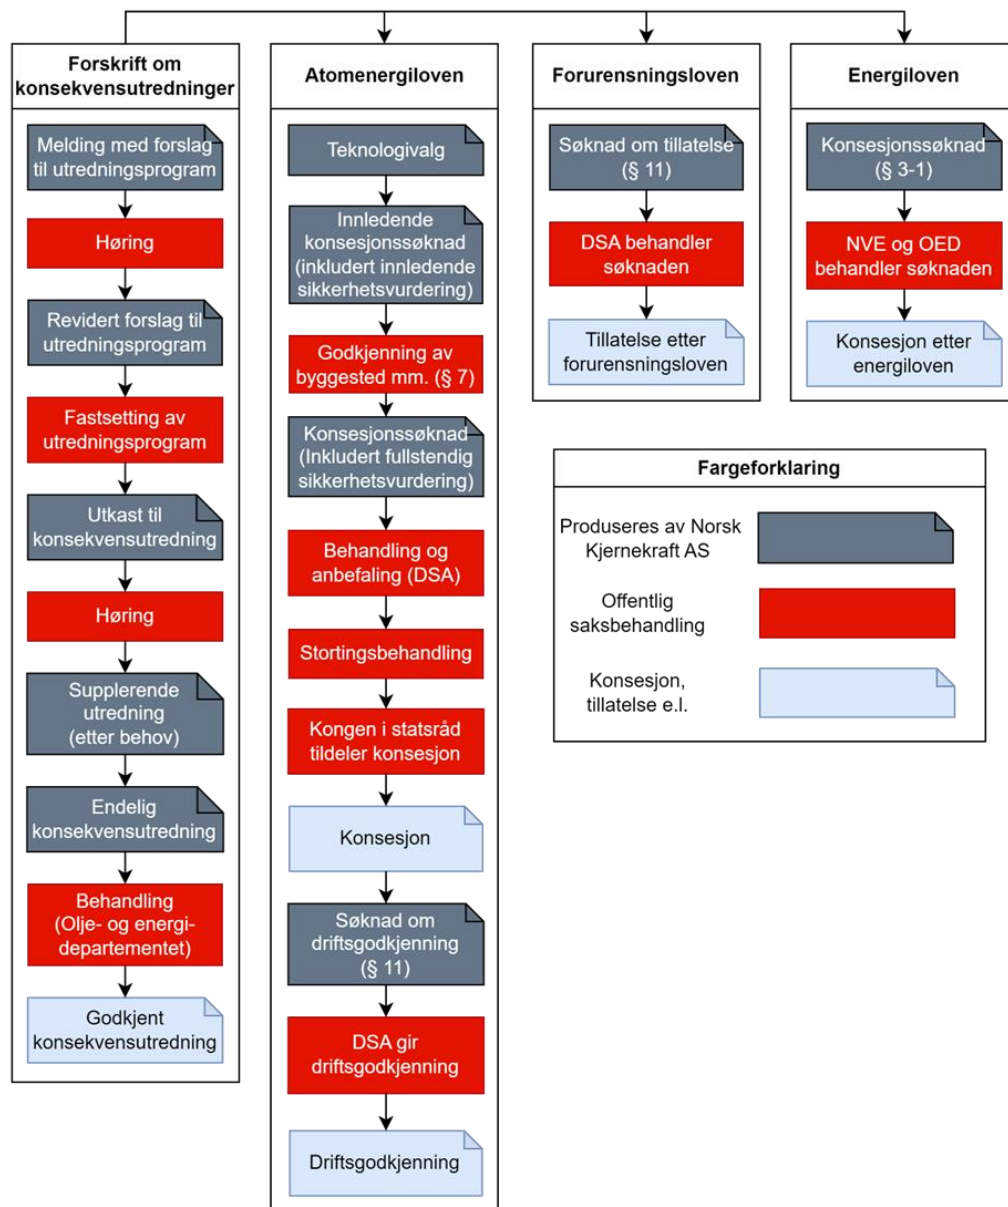 Forskrift om
konsekvensutredninger
Melding med forslag
til utredningsprogram
Høring
Revidert forslag til
utredningsprogram
Fastsetting av
utredningsprogram
Utkast til
konsekvensutredning
Høring
Supplerende
utredning
(etter behov)
Endelig
konsekvensutredning
Behandling
(Olje- og energi-
departementet)
Godkjent
konsekvensutredning
Atomenergiloven
Teknologivalg
Innledende
konsesjonssøknad
(inkludert innledende
sikkerhetsvurdering)
Godkjenning av
byggested mm. (§ 7)
Konsesjonssøknad
(Inkludert fullstendig
sikkerhetsvurdering)
Behandling og
anbefaling (DSA)
Stortingsbehandling
Kongen i statsråd
tildeler konsesjon
Konsesjon
Søknad om
driftsgodkjenning
(§ 11)
DSA gir
driftsgodkjenning
Driftsgodkjenning
Forurensningsloven
Søknad om tillatelse
(§ 11)
DSA behandler
søknaden
Tillatelse etter
forurensningsloven
Energiloven
Konsesjonssøknad
(§ 3-1)
NVE og OED
behandler søknaden
Konsesjon etter
energiloven
Fargeforklaring
Produseres av Norsk
Kjernekraft AS
Offentlig
saksbehandling
Konsesjon,
tillatelse e.l.